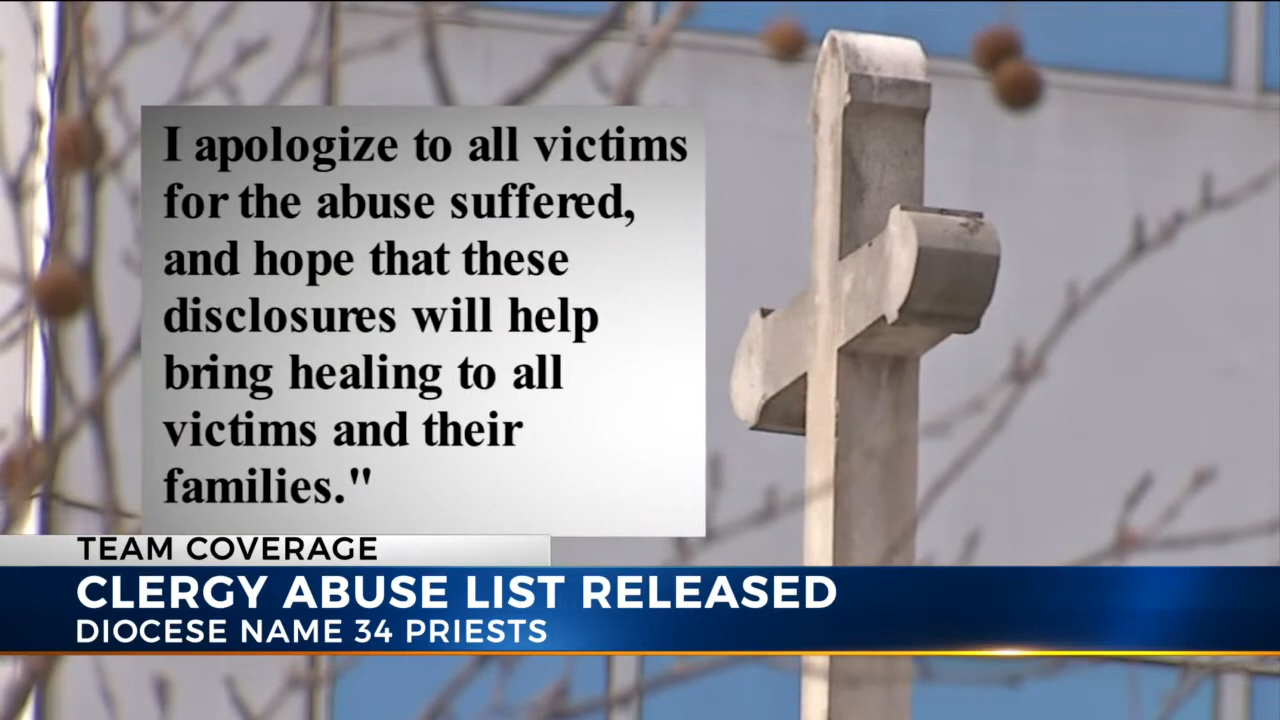 I apologize to all victims
for the abuse suffered,
and hope that these
disclosures will help
bring healing to all
victims and their
families."
TEAM COVERAGE
CLERGY ABUSE LIST RELEASED
DIOCESE NAME 34 PRIESTS